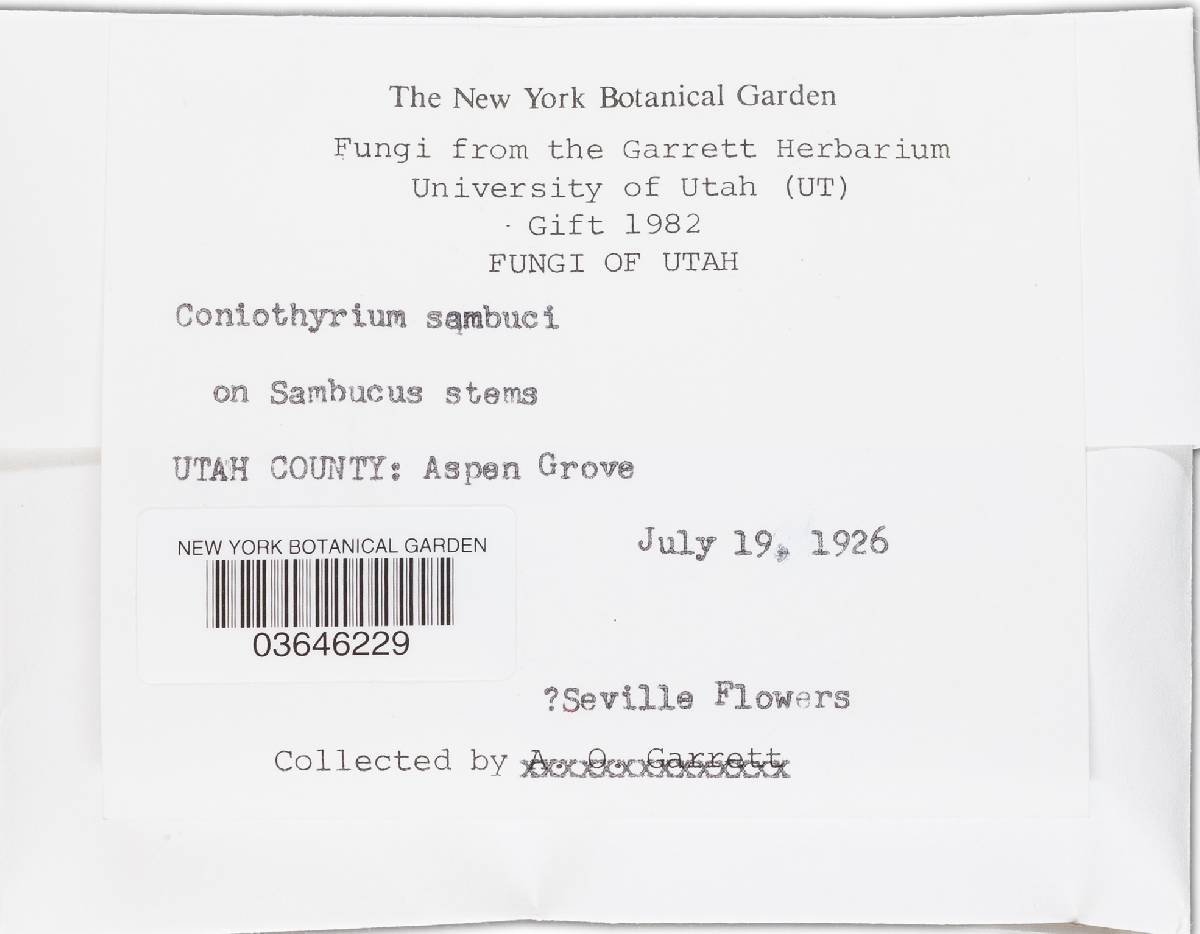 The New York Botanical Garden
Fungi from the Garrett Herbarium
University of Utah (UT)
Gift 1982
FUNGI OF UTAH
Coniothyrium sambuci
on Sambucus stems
UTAH COUNTY: Aspen Grove
July 19, 1926
NEW YORK BOTANICAL GARDEN
03646229
?Seville Flowers
Collected by A. O. Garrett